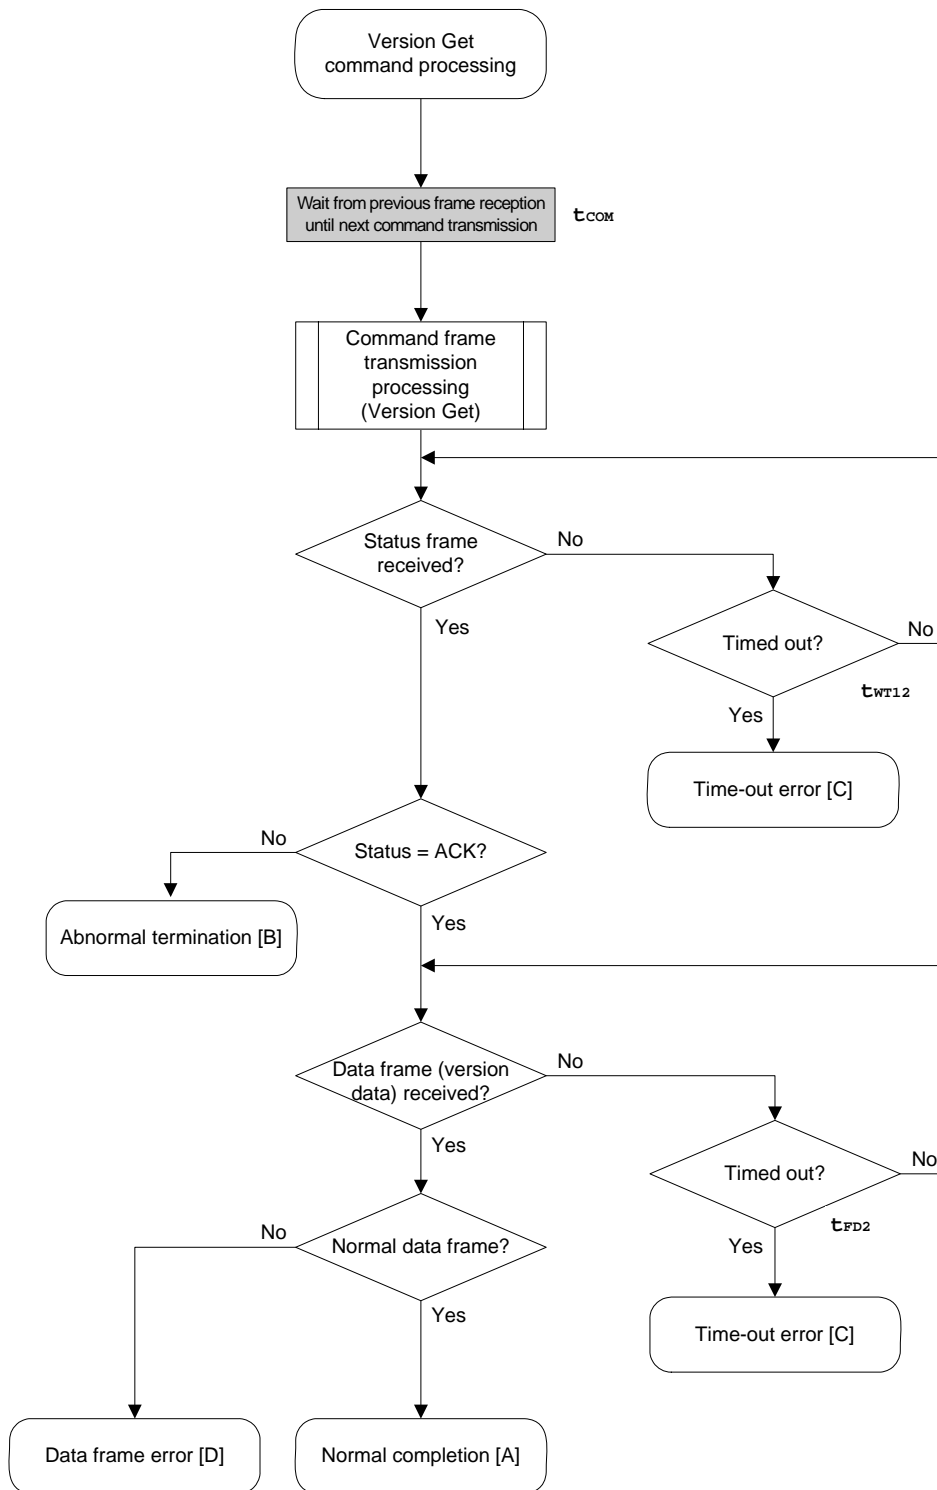 Version Get
command processing
Wait from previous frame reception
until next command transmission
tCOM
Command frame
transmission
processing
(Version Get)
Status frame
received?
No
Yes
Timed out?
No
tWT12
Yes
Time-out error [C]
No
Status = ACK?
Abnormal termination [B]
Yes
Data frame (version
data) received?
No
Yes
Timed out?
No
tFD2
Yes
No
Normal data frame?
Yes
Time-out error [C]
Data frame error [D]
Normal completion [A]